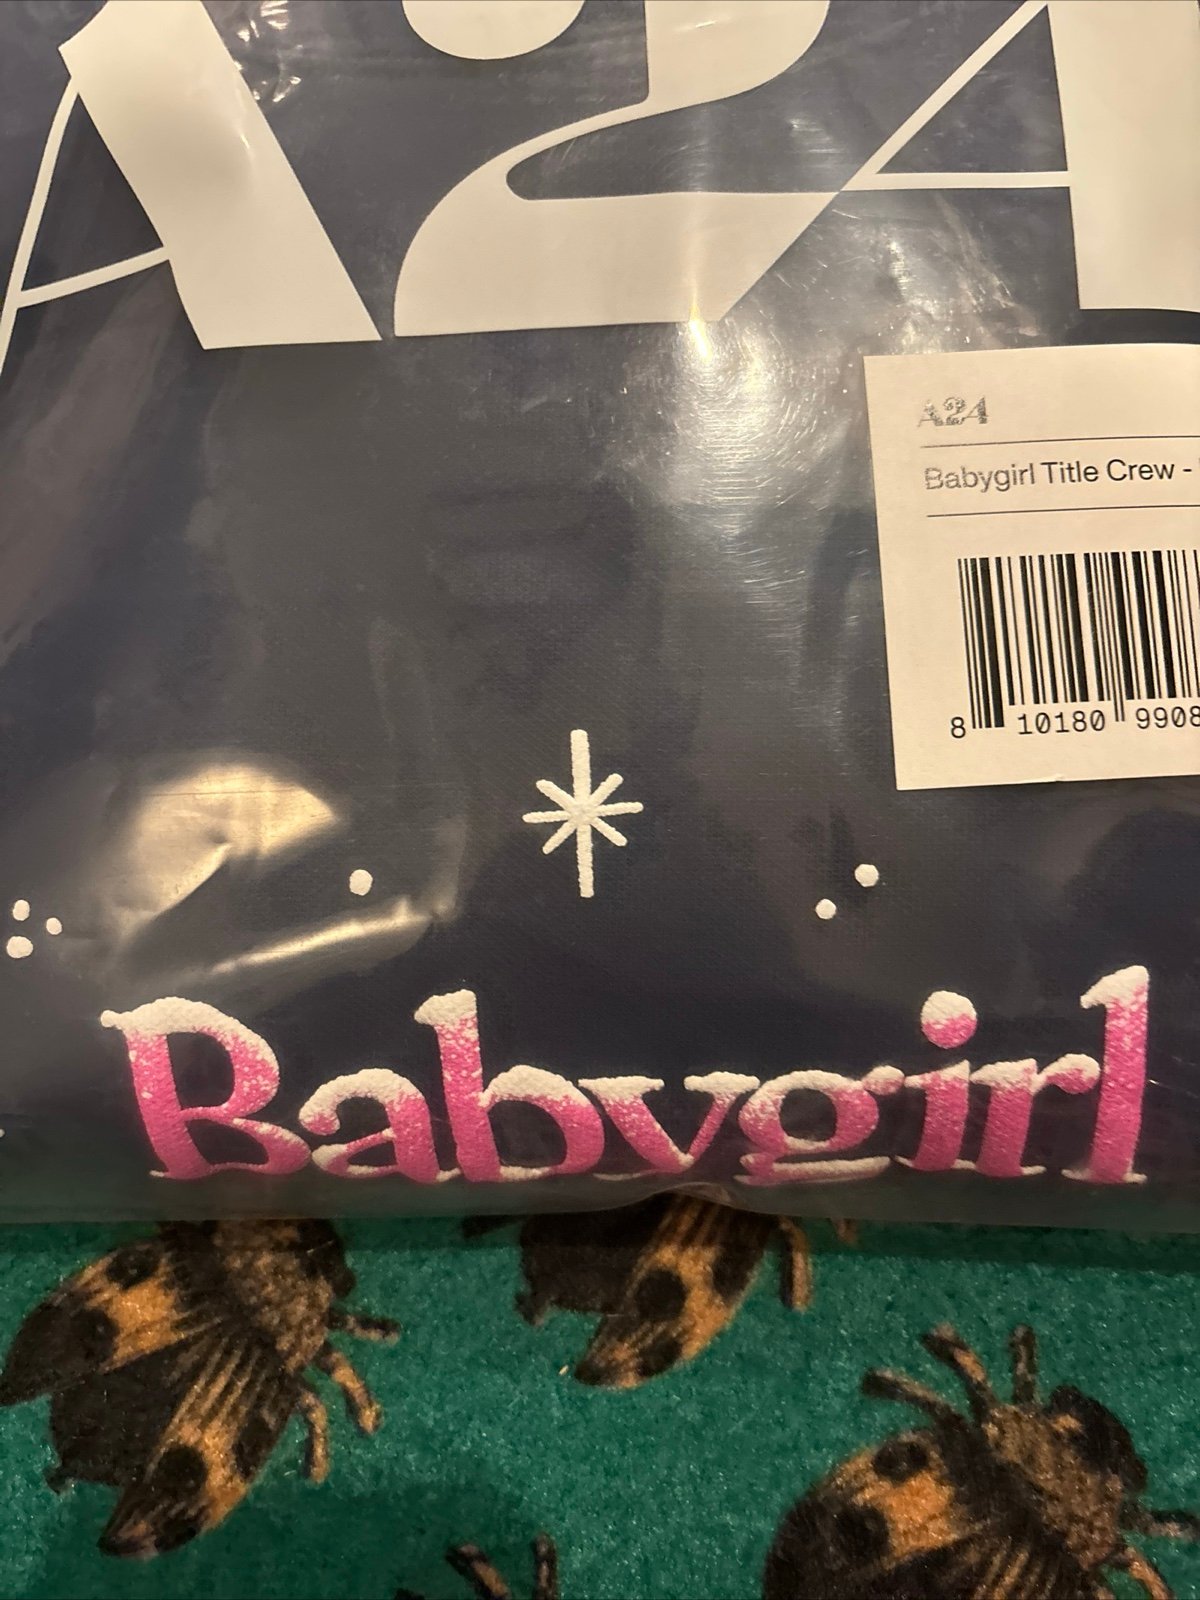 A24
A24
Babygirl Title Crew -
8 10180 9908
Babygirl